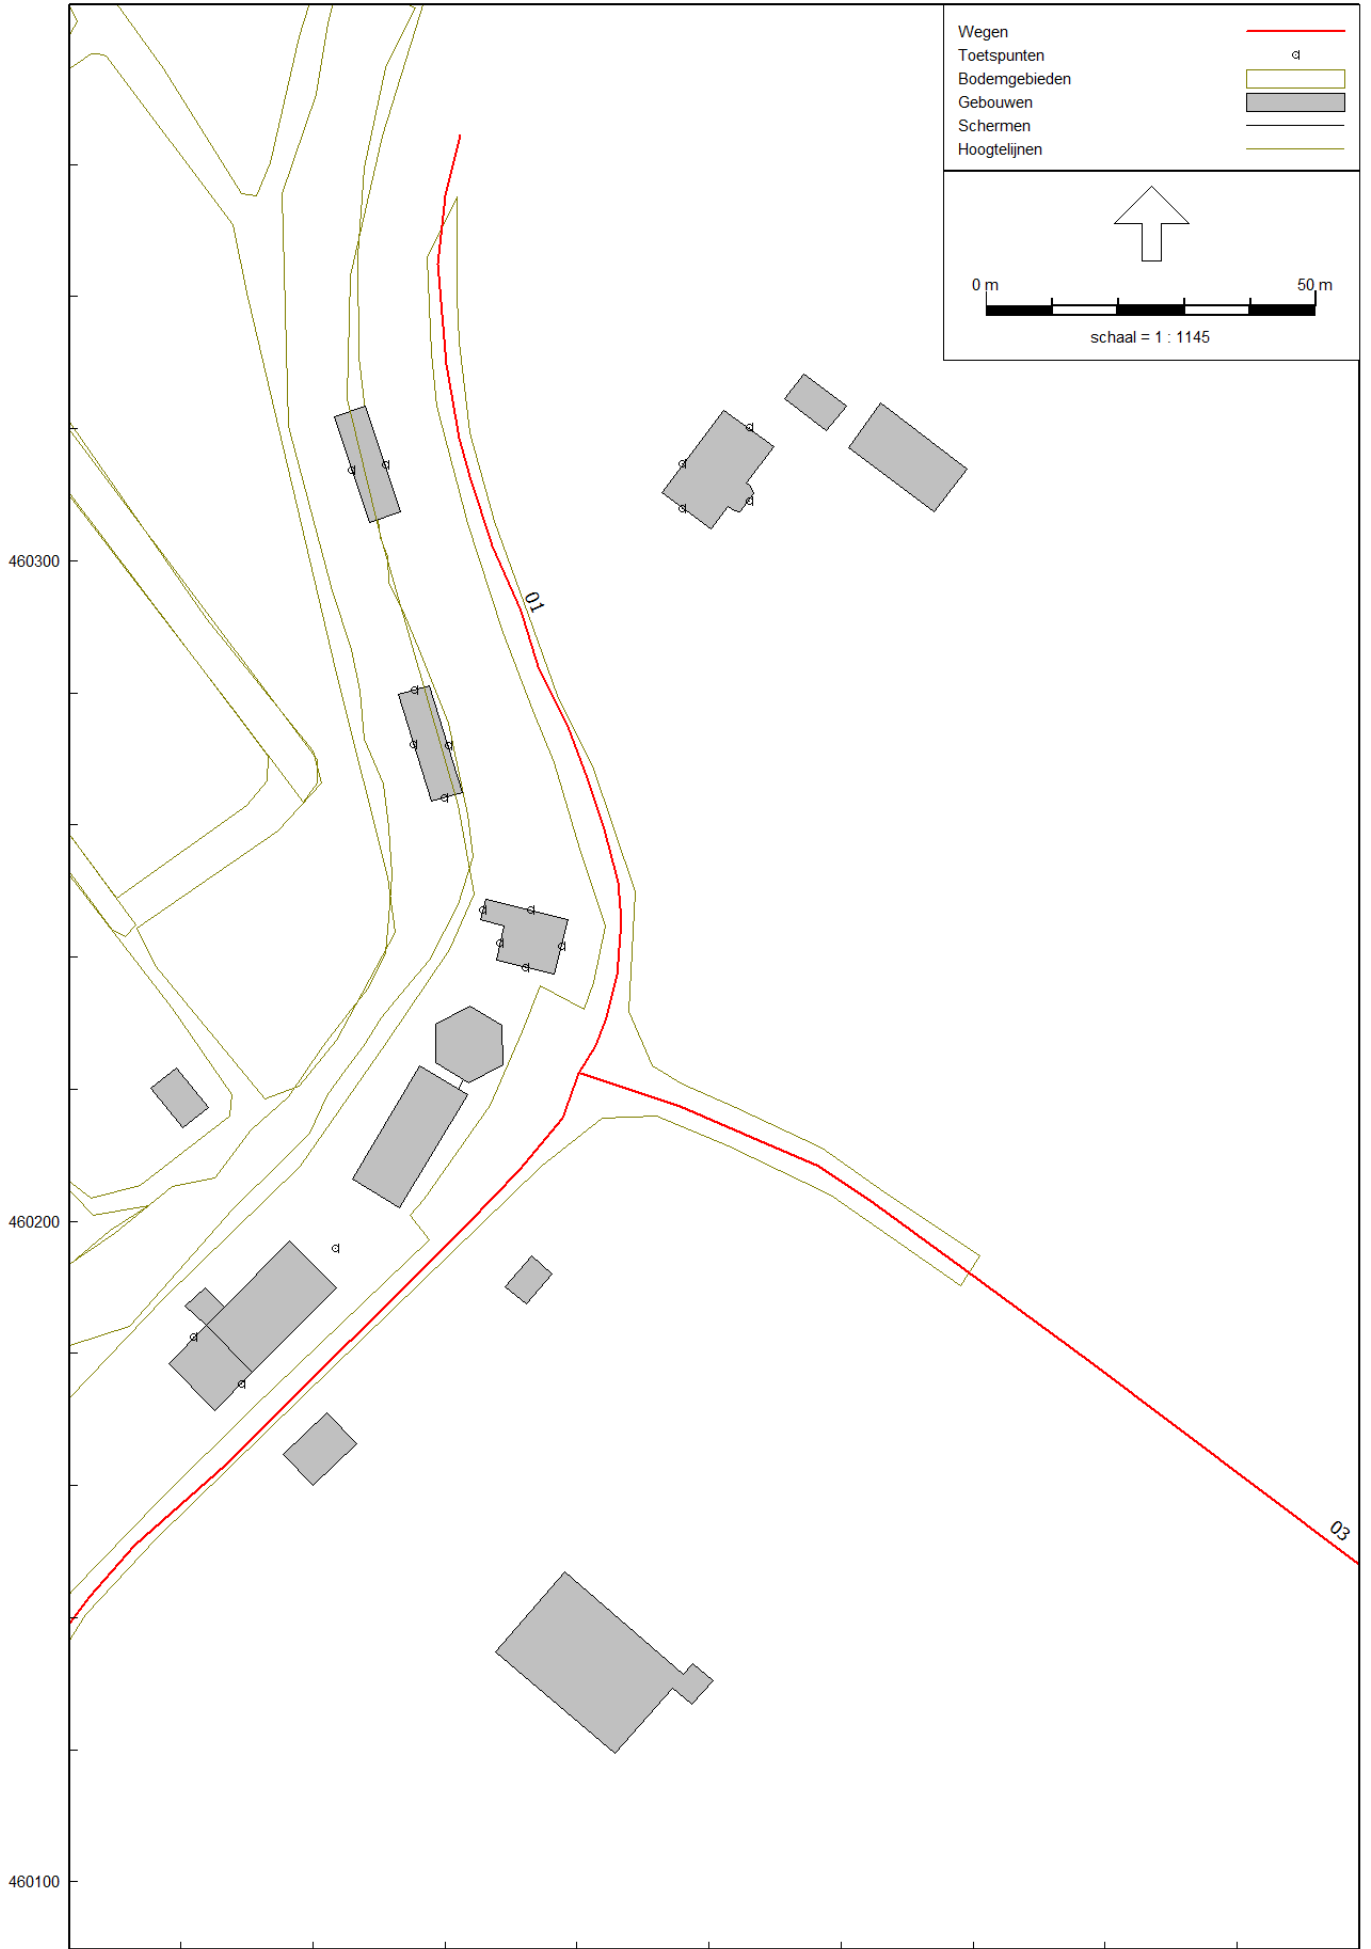 Wegen
Toetspunten
Bodemgebieden
Gebouwen
Schermen
Hoogtelijnen
0 m 50 m
schaal = 1 : 1145
460300
01
460200
03
460100